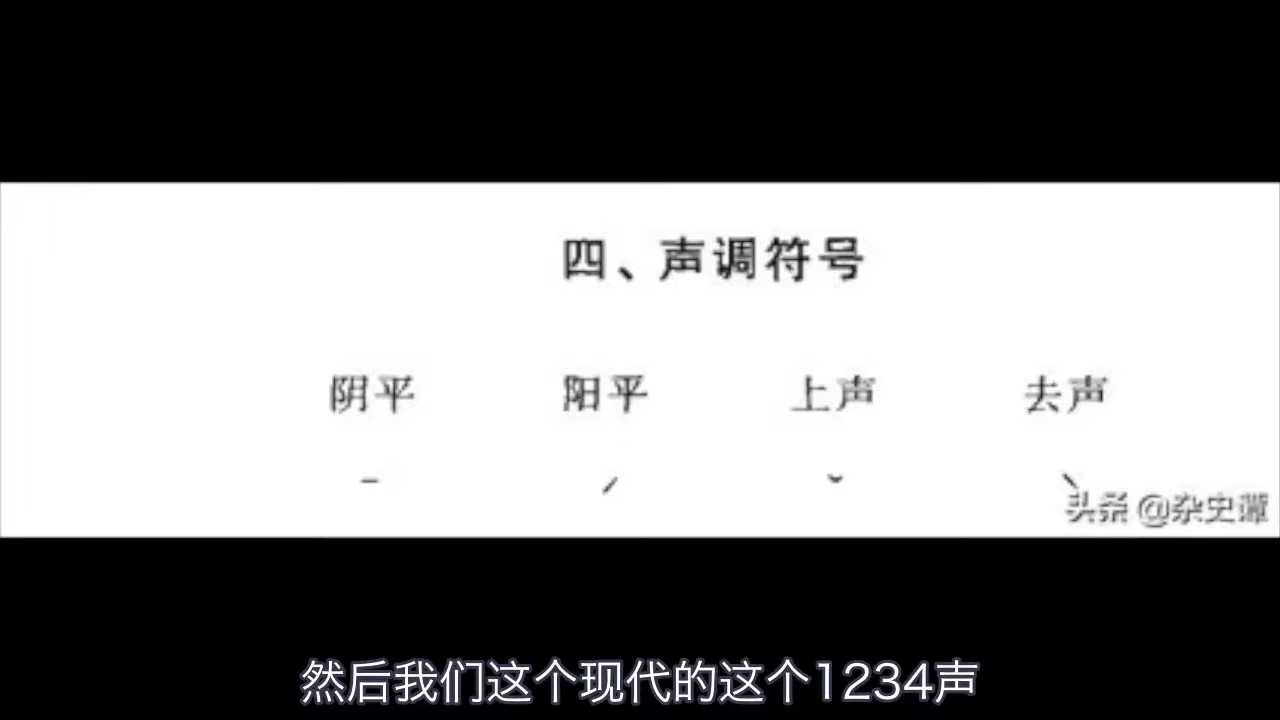 四、声调符号
阴平 阳平 上声 去声
ˉ ˊ ˇ ˋ
头条 @杂史谭
然后我们这个现代的这个1234声